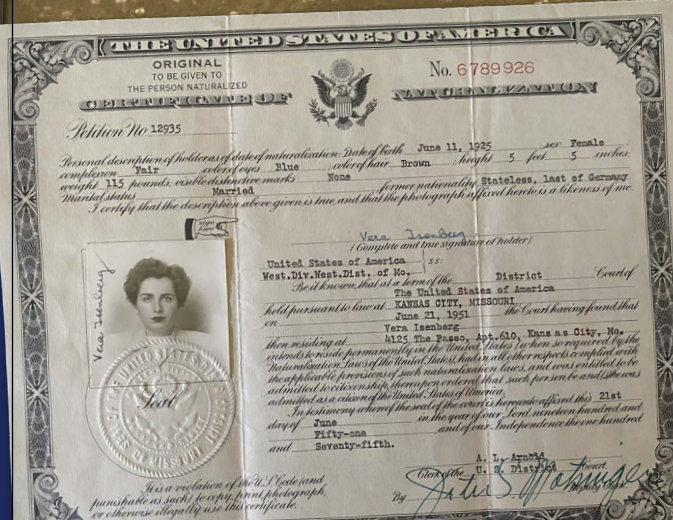 THE UNITED STATES OF AMERICA
ORIGINAL
TO BE GIVEN TO
THE PERSON NATURALIZED
No. 6789926
CERTIFICATE OF NATURALIZATION
Petition No. 12935
Personal description of holder as of date of naturalization: Date of birth June 11, 1925 sex Female
complexion Fair color of eyes Blue color of hair Brown height 5 feet 5 inches,
weight 115 pounds, visible distinctive marks None
Marital status Married former nationality Stateless, last of Germany
I certify that the description above given is true, and that the photograph affixed hereto is a likeness of me.
sign here
Vera Isenberg
(Complete and true signature of holder)
Vera Isenberg
United States of America
West.Div.West.Dist. of Mo. ss:
Be it known, that at a term of the District Court of
The United States of America
held pursuant to law at KANSAS CITY, MISSOURI
on June 21, 1951 the Court having found that
Vera Isenberg
then residing at 4125 The Paseo, Apt.610, Kansas City, Mo.
intends to reside permanently in the United States (when so required by the
Naturalization Laws of the United States), had in all other respects complied with
the applicable provisions of such naturalization laws, and was entitled to be
admitted to citizenship, thereupon ordered that such person be and (s)he was
admitted as a citizen of the United States of America.
In testimony whereof the seal of the court is hereunto affixed this 21st
day of June in the year of our Lord nineteen hundred and
Fifty-one and of our Independence the one hundred
and Seventy-fifth.
Seal
A. L. Arnold
Clerk of the U. S. District Court
By Deputy Clerk
It is a violation of the U.S. Code (and
punishable as such) to copy, print, photograph,
or otherwise illegally use this certificate.